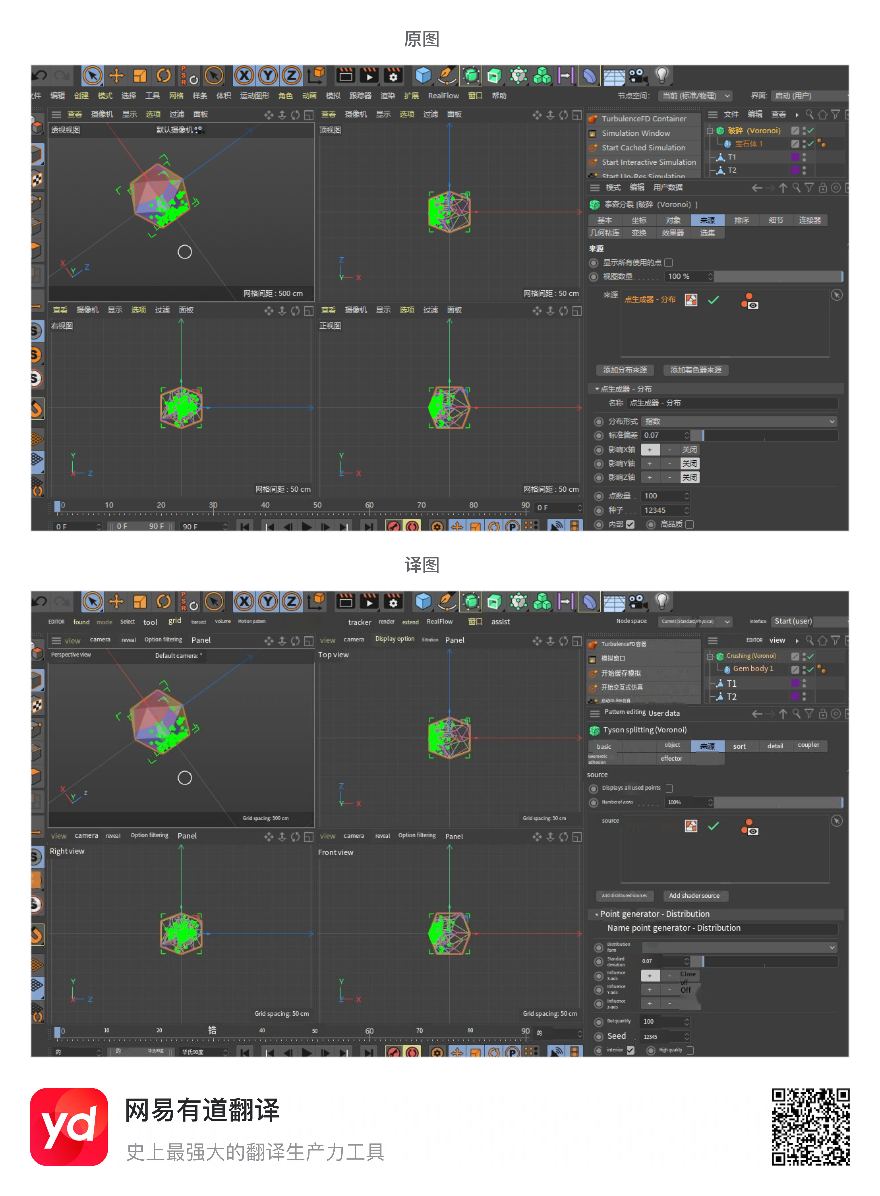 原图
文件 编辑 创建 模式 选择 工具 网格 样条 体积 运动图形 角色 动画 模拟 跟踪器 渲染 扩展 RealFlow 窗口 帮助 节点空间: 当前 (标准/物理) 界面: 启动 (用户)
查看 摄像机 显示 选项 过滤 面板
透视视图 默认摄像机
网格间距 : 500 cm
查看 摄像机 显示 选项 过滤 面板
顶视图
网格间距 : 50 cm
查看 摄像机 显示 选项 过滤 面板
右视图
网格间距 : 50 cm
查看 摄像机 显示 选项 过滤 面板
正视图
网格间距 : 50 cm
0 10 20 30 40 50 60 70 80 90 0 F
0 F 0 F 90 F 90 F
TurbulenceFD Container
Simulation Window
Start Cached Simulation
Start Interactive Simulation
Start Up-Res Simulation
文件 编辑 查看
破碎 (Voronoi)
宝石体 1
T1
T2
模式 编辑 用户数据
泰森分裂 [破碎 (Voronoi) ]
基本 坐标 对象 来源 排序 细节 连接器
几何粘连 变换 效果器 选集
来源
显示所有使用的点
视图数量 100 %
来源 点生成器 - 分布
添加分布来源 添加着色器来源
点生成器 - 分布
名称 点生成器 - 分布
分布形式 指数
标准偏差 0.07
影响X轴 + - 关闭
影响Y轴 + - 关闭
影响Z轴 + - 关闭
点数量 100
种子 12345
内部 高品质
译图
EDITOR found mode Select tool grid transect volume Motion pattern tracker render extend RealFlow 窗口 assist Node space: Current (Standard/Physical) Interface: Start (user)
view camera reveal Option filtering Panel
Perspective view Default camera: °
Grid spacing: 500 cm
view camera Display option filtration Panel
Top view
Grid spacing: 50 cm
view camera reveal Option filtering Panel
Right view
Grid spacing: 50 cm
view camera reveal Option filtering Panel
Front view
Grid spacing: 50 cm
10 20 锆 40 50 60 70 80 90 的
的 的 华氏90度 华氏90度
TurbulenceFD容器
模拟窗口
开始缓存模拟
开始交互式仿真
EDITOR view
Crushing (Voronoi)
Gem body 1
T1
T2
Pattern editing User data
Tyson splitting (Voronoi)
basic object 来源 sort detail coupler
Geometric adhesion effector
source
Displays all used points
Number of views 100%
source
Add distributed sources Add shader source
Point generator - Distribution
Name point generator - Distribution
Distribution form
Standard deviation 0.07
Influence X-axis + - Close
Influence Y-axis + - off
Off
Influence Z-axis + -
Dot quantity 100
Seed 12345
interior High quality
yd 网易有道翻译
史上最强大的翻译生产力工具